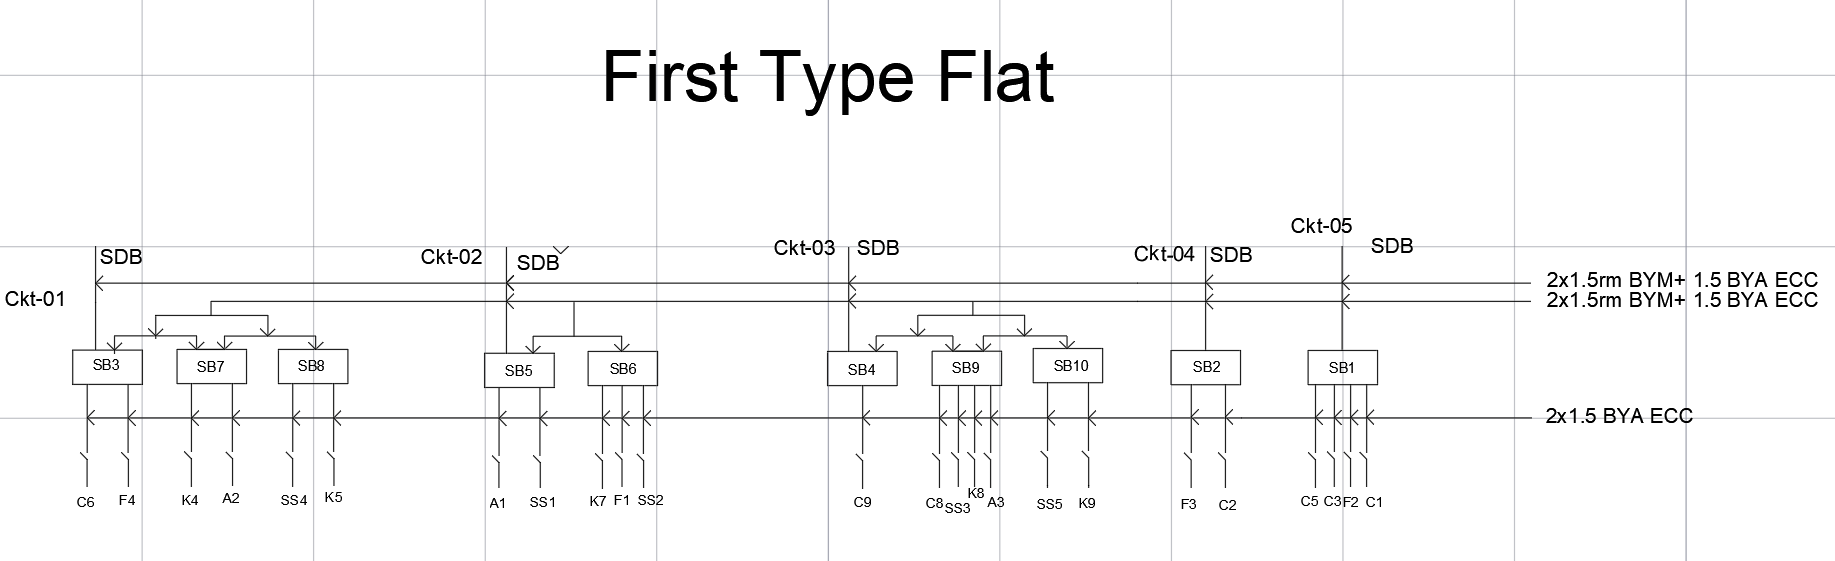 First Type Flat
Ckt-05
Ckt-01
SDB
Ckt-02
SDB
Ckt-03
SDB
Ckt-04
SDB
SDB
2x1.5rm BYM+ 1.5 BYA ECC
2x1.5rm BYM+ 1.5 BYA ECC
SB3
SB7
SB8
SB5
SB6
SB4
SB9
SB10
SB2
SB1
2x1.5 BYA ECC
C6
F4
K4
A2
SS4
K5
A1
SS1
K7
F1
SS2
C9
C8
SS3
K8
A3
SS5
K9
F3
C2
C5
C3
F2
C1